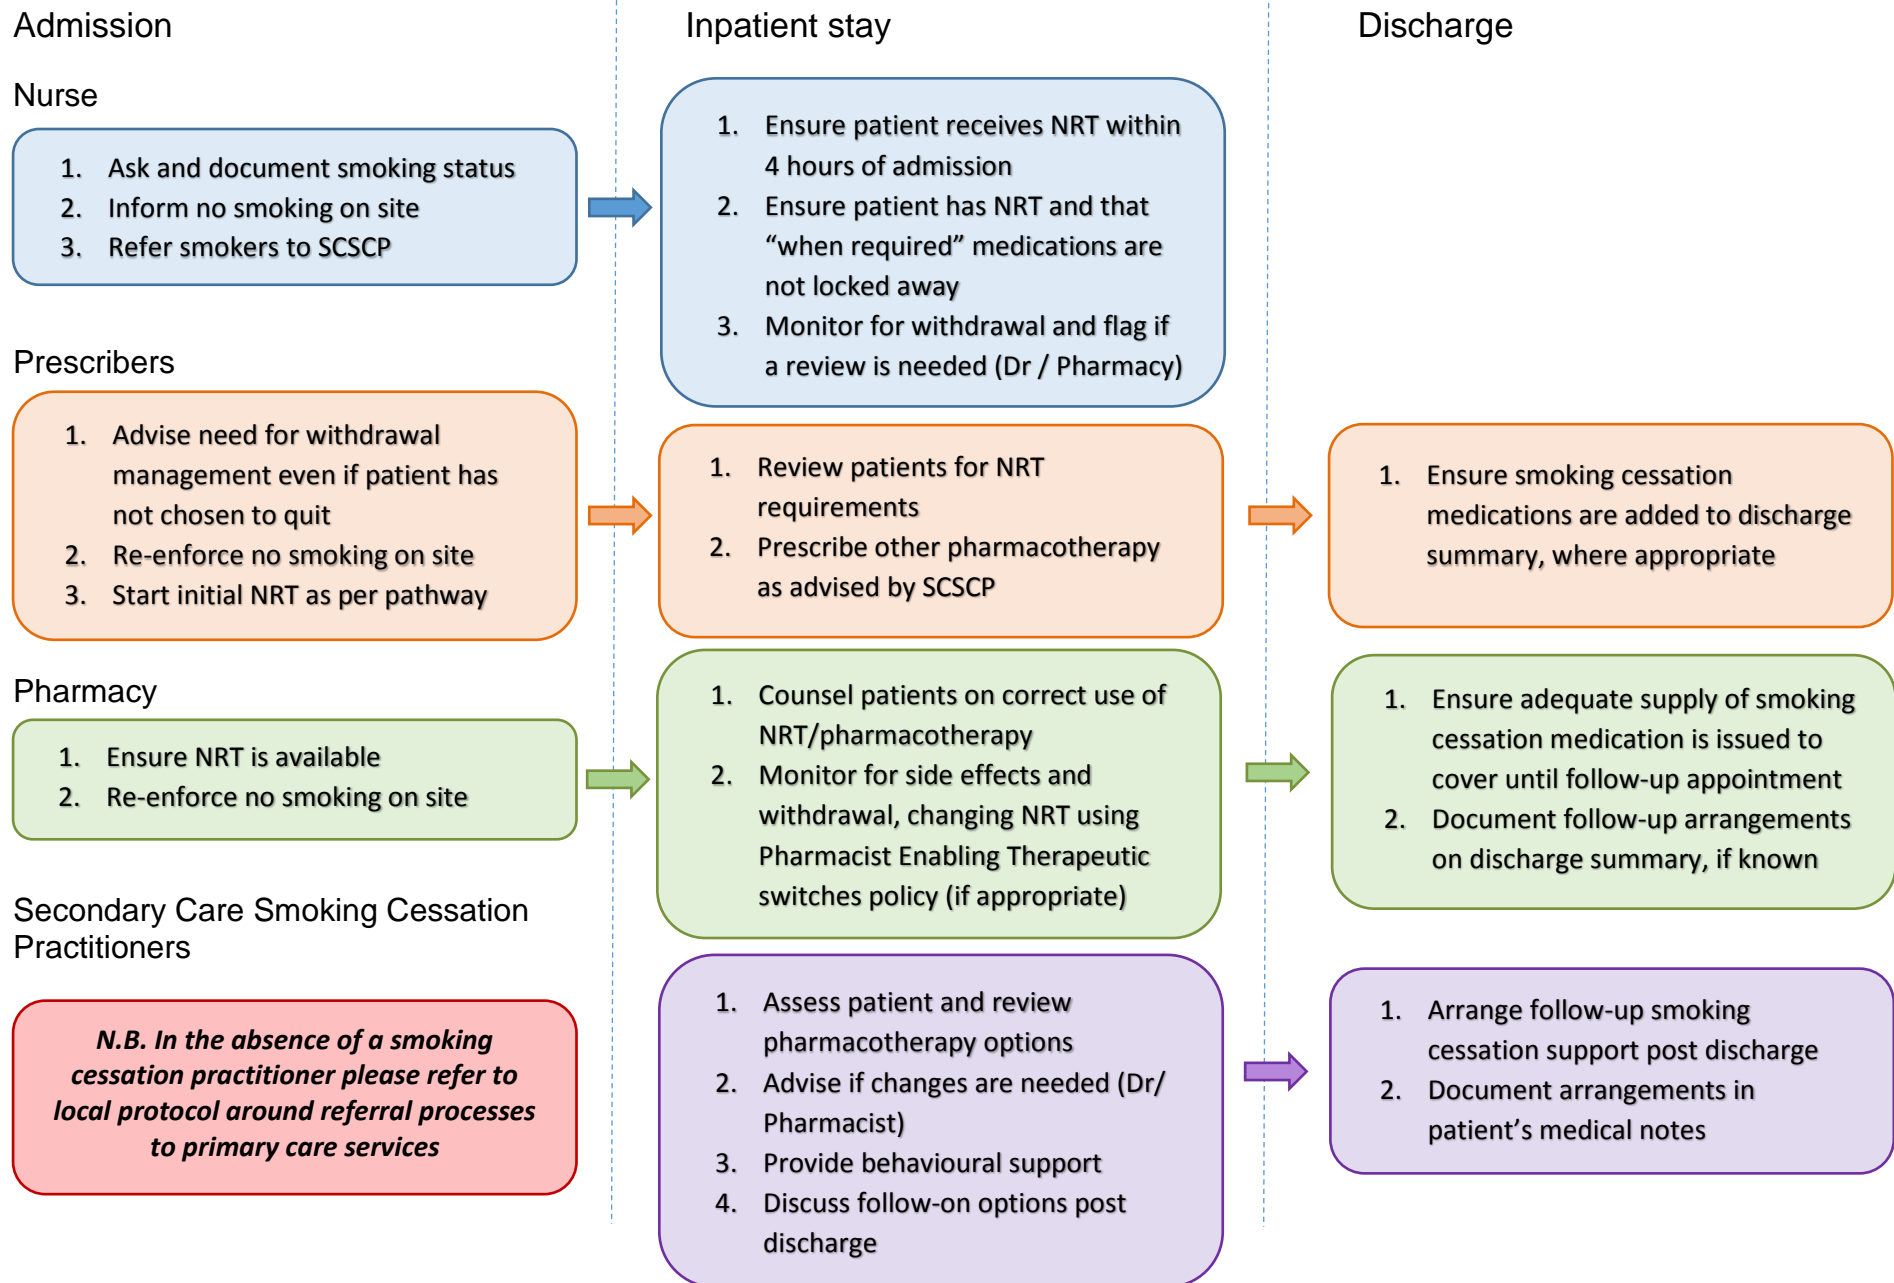 Admission
Inpatient stay
Discharge
Nurse
1. Ask and document smoking status
2. Inform no smoking on site
3. Refer smokers to SCSCP
1. Ensure patient receives NRT within
4 hours of admission
2. Ensure patient has NRT and that
“when required” medications are
not locked away
3. Monitor for withdrawal and flag if
a review is needed (Dr / Pharmacy)
Prescribers
1. Advise need for withdrawal
management even if patient has
not chosen to quit
2. Re-enforce no smoking on site
3. Start initial NRT as per pathway
1. Review patients for NRT
requirements
2. Prescribe other pharmacotherapy
as advised by SCSCP
1. Ensure smoking cessation
medications are added to discharge
summary, where appropriate
Pharmacy
1. Ensure NRT is available
2. Re-enforce no smoking on site
1. Counsel patients on correct use of
NRT/pharmacotherapy
2. Monitor for side effects and
withdrawal, changing NRT using
Pharmacist Enabling Therapeutic
switches policy (if appropriate)
1. Ensure adequate supply of smoking
cessation medication is issued to
cover until follow-up appointment
2. Document follow-up arrangements
on discharge summary, if known
Secondary Care Smoking Cessation
Practitioners
N.B. In the absence of a smoking
cessation practitioner please refer to
local protocol around referral processes
to primary care services
1. Assess patient and review
pharmacotherapy options
2. Advise if changes are needed (Dr/
Pharmacist)
3. Provide behavioural support
4. Discuss follow-on options post
discharge
1. Arrange follow-up smoking
cessation support post discharge
2. Document arrangements in
patient’s medical notes